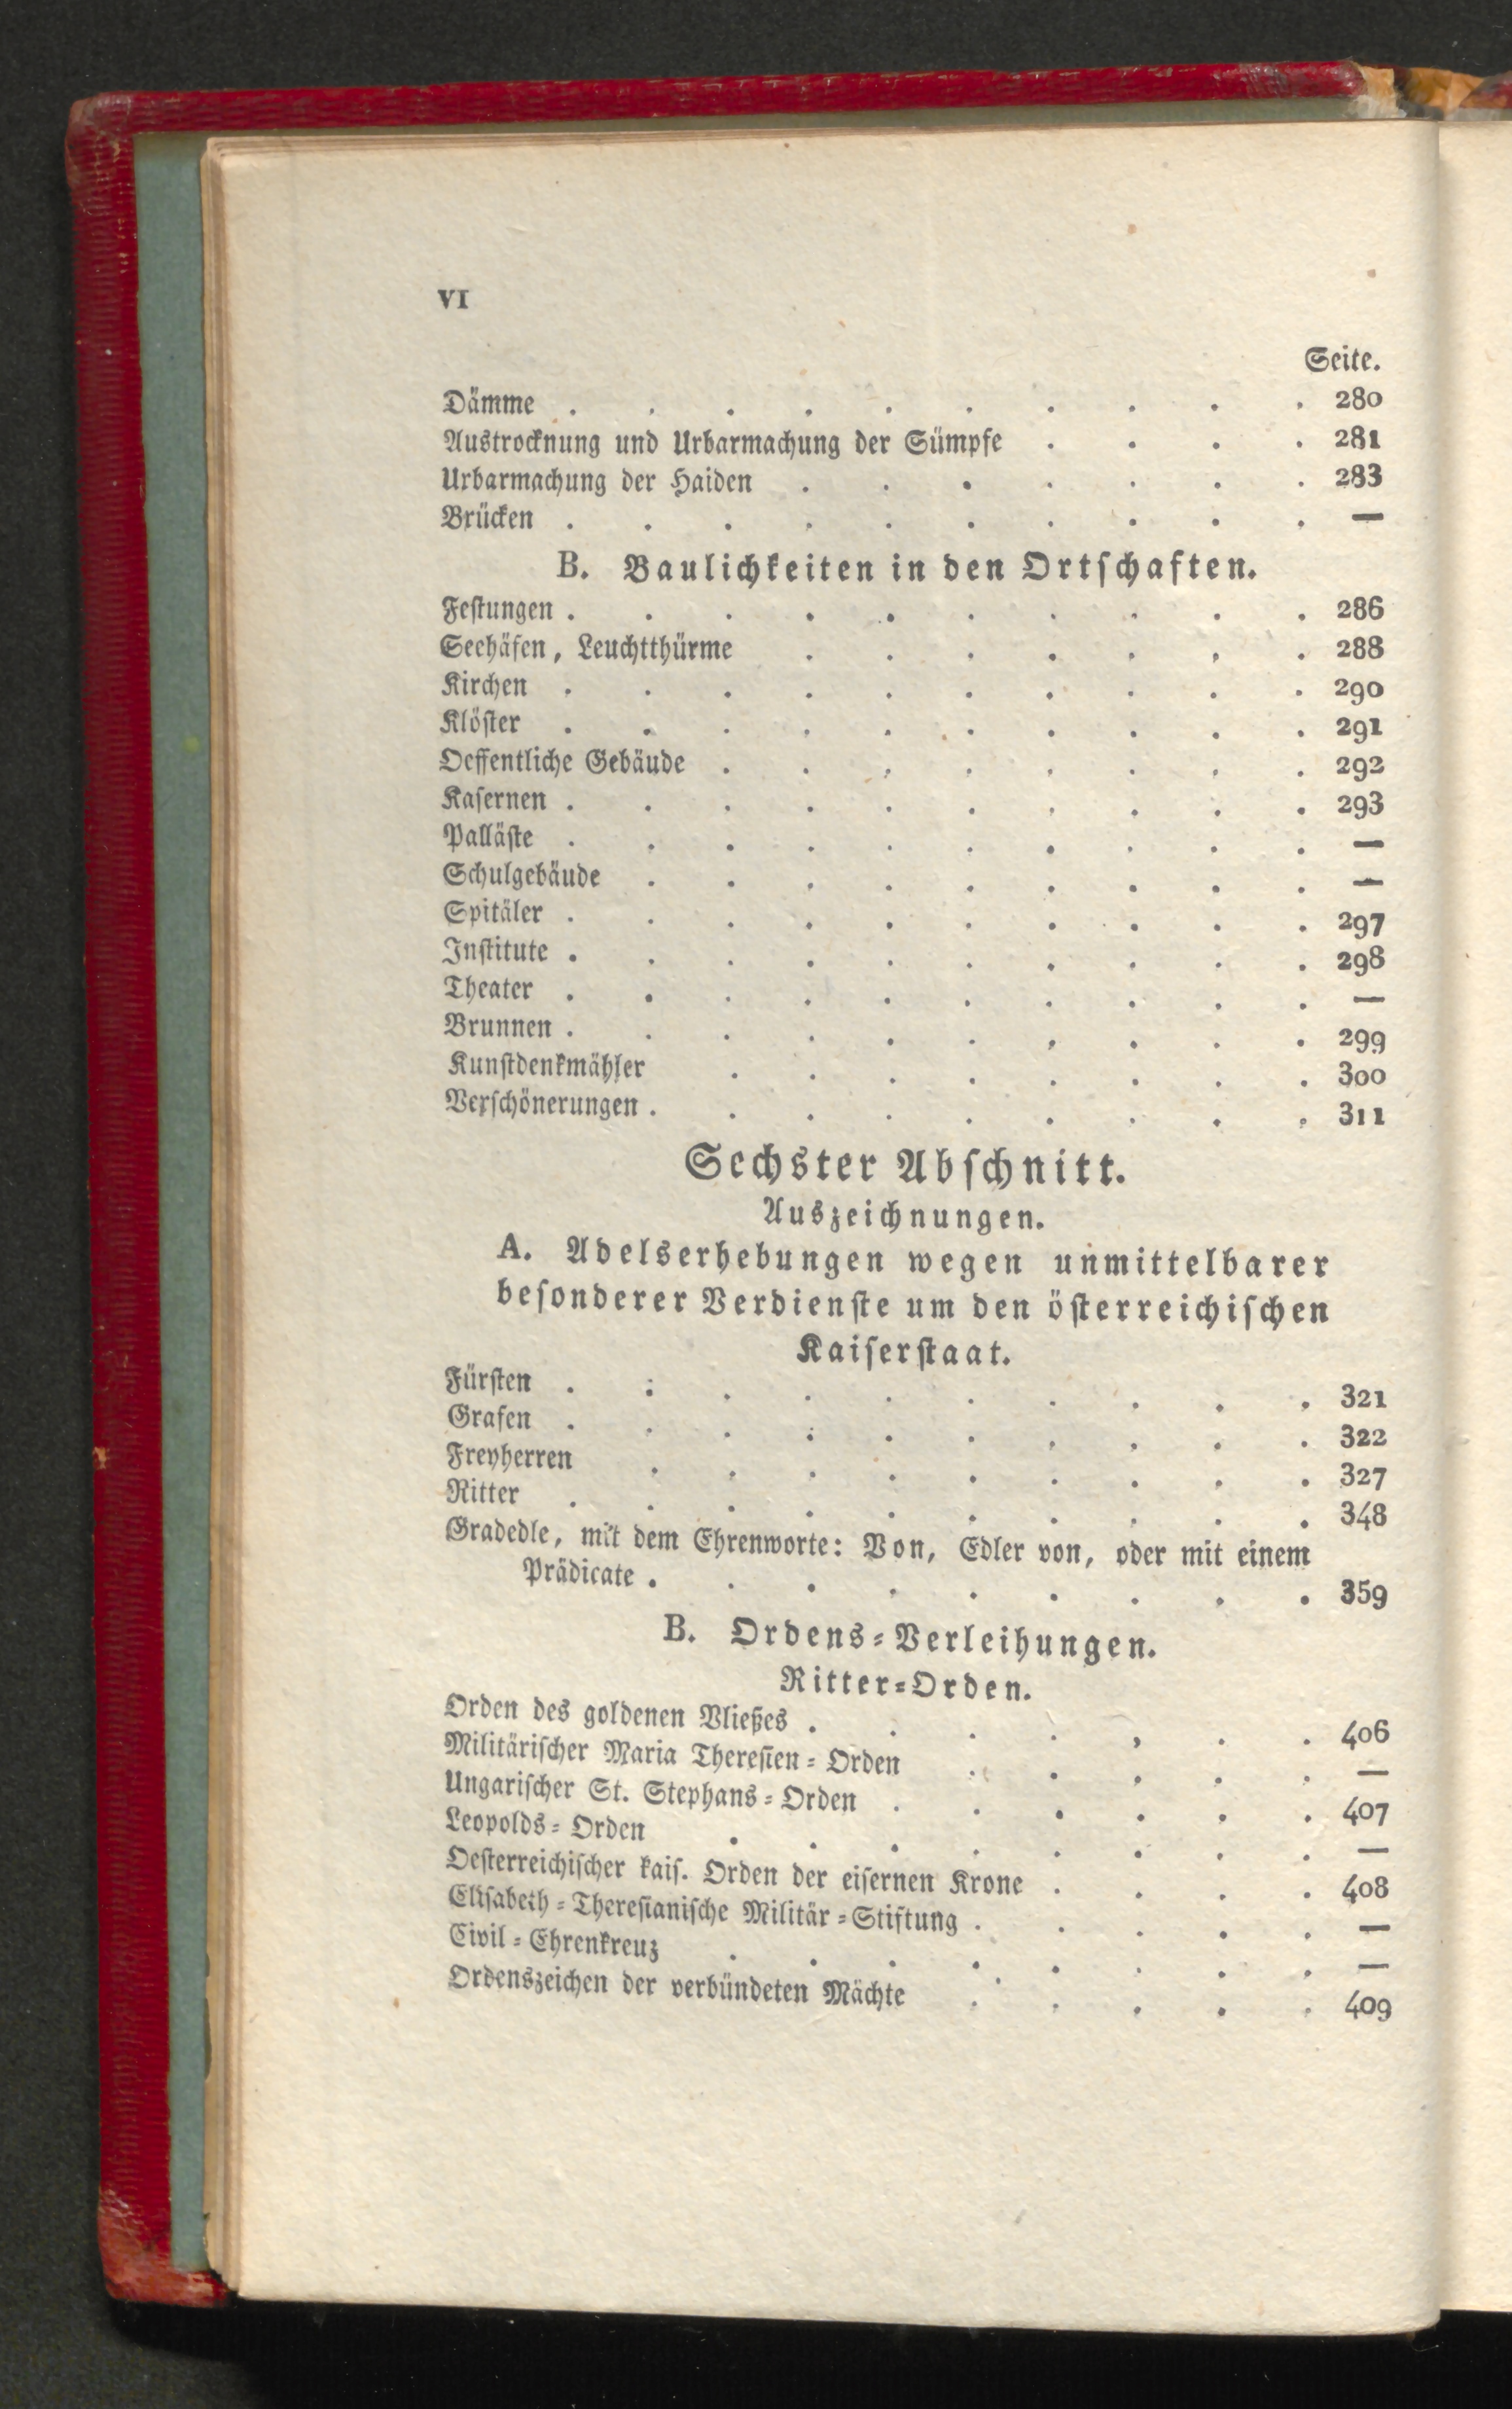 VI
Seite.
Dämme . . . . . . . . . . 280
Austrocknung und Urbarmachung der Sümpfe . . . . 281
Urbarmachung der Haiden . . . . . . . 283
Brücken . . . . . . . . . . —
B. Baulichkeiten in den Ortschaften.
Festungen . . . . . . . . . . 286
Seehäfen, Leuchtthürme . . . . . . . 288
Kirchen . . . . . . . . . . 290
Klöster . . . . . . . . . . 291
Oeffentliche Gebäude . . . . . . . . 292
Kasernen . . . . . . . . . . 293
Palläste . . . . . . . . . . —
Schulgebäude . . . . . . . . . —
Spitäler . . . . . . . . . . 297
Institute . . . . . . . . . . 298
Theater . . . . . . . . . . —
Brunnen . . . . . . . . . . 299
Kunstdenkmähler . . . . . . . . 300
Verschönerungen . . . . . . . . . 311
Sechster Abschnitt.
Auszeichnungen.
A. Adelserhebungen wegen unmittelbarer
besonderer Verdienste um den österreichischen
Kaiserstaat.
Fürsten . . . . . . . . . . 321
Grafen . . . . . . . . . . 322
Freyherren . . . . . . . . . 327
Ritter . . . . . . . . . . 348
Gradedle, mit dem Ehrenworte: Von, Edler von, oder mit einem
Prädicate . . . . . . . . . 359
B. Ordens-Verleihungen.
Ritter-Orden.
Orden des goldenen Vließes . . . . . . . 406
Militärischer Maria Theresien-Orden . . . . . —
Ungarischer St. Stephans-Orden . . . . . . 407
Leopolds-Orden . . . . . . . . —
Oesterreichischer kais. Orden der eisernen Krone . . . . 408
Elisabeth-Theresianische Militär-Stiftung . . . . . —
Civil-Ehrenkreuz . . . . . . . . —
Ordenszeichen der verbündeten Mächte . . . . . 409